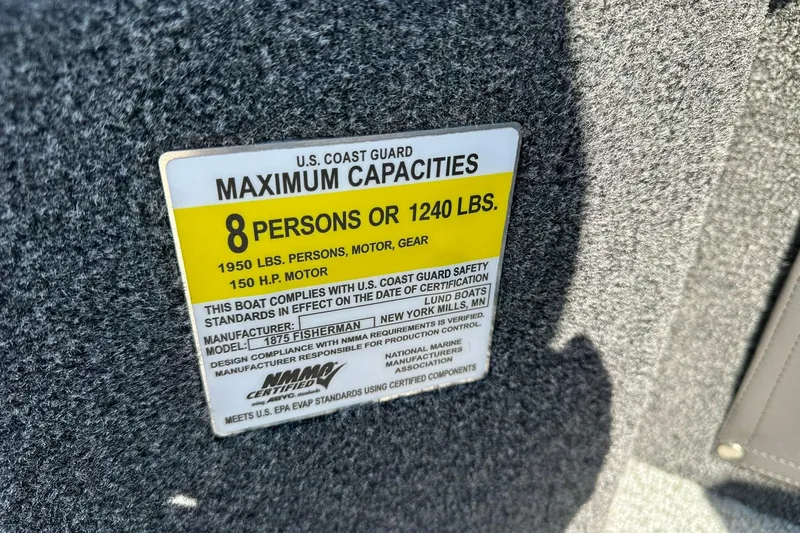 U.S. COAST GUARD
MAXIMUM CAPACITIES
8 PERSONS OR 1240 LBS.
1950 LBS. PERSONS, MOTOR, GEAR
150 H.P. MOTOR
THIS BOAT COMPLIES WITH U.S. COAST GUARD SAFETY
STANDARDS IN EFFECT ON THE DATE OF CERTIFICATION
MANUFACTURER: LUND BOATS
NEW YORK MILLS, MN
MODEL: 1875 FISHERMAN
DESIGN COMPLIANCE WITH NMMA REQUIREMENTS IS VERIFIED.
MANUFACTURER RESPONSIBLE FOR PRODUCTION CONTROL.
NMMA
CERTIFIED
using ABYC standards
NATIONAL MARINE
MANUFACTURERS
ASSOCIATION
MEETS U.S. EPA EVAP STANDARDS USING CERTIFIED COMPONENTS